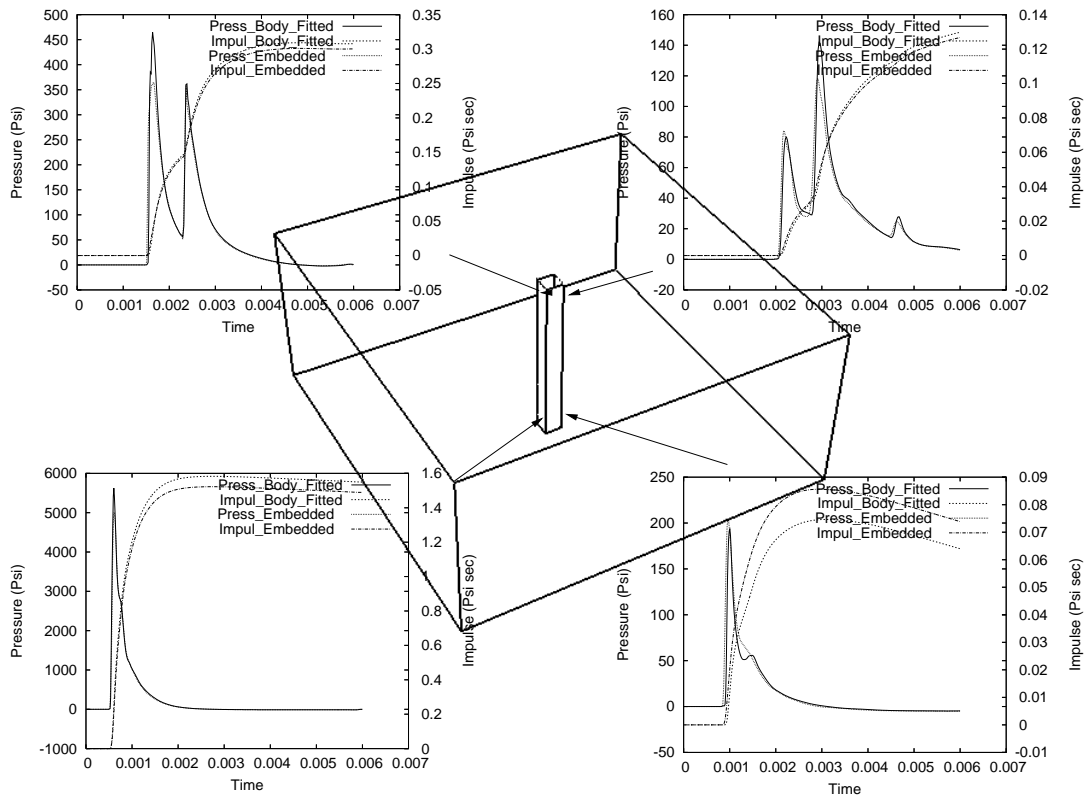 Press_Body_Fitted
Impul_Body_Fitted
Press_Embedded
Impul_Embedded
Pressure (Psi)
500
450
400
350
300
250
200
150
100
50
0
-50
0.35
0.3
0.25
0.2
0.15
0.1
0.05
0
-0.05
Impulse (Psi sec)
0 0.001 0.002 0.003 0.004 0.005 0.006 0.007
Time
Press_Body_Fitted
Impul_Body_Fitted
Press_Embedded
Impul_Embedded
Pressure (Psi)
160
140
120
100
80
60
40
20
0
-20
0.14
0.12
0.1
0.08
0.06
0.04
0.02
0
-0.02
Impulse (Psi sec)
0 0.001 0.002 0.003 0.004 0.005 0.006 0.007
Time
Press_Body_Fitted
Impul_Body_Fitted
Press_Embedded
Impul_Embedded
Pressure (Psi)
6000
5000
4000
3000
2000
1000
0
-1000
1.6
1.4
1.2
1
0.8
0.6
0.4
0.2
0
Impulse (Psi sec)
0 0.001 0.002 0.003 0.004 0.005 0.006 0.007
Time
Press_Body_Fitted
Impul_Body_Fitted
Press_Embedded
Impul_Embedded
Pressure (Psi)
250
200
150
100
50
0
-50
0.09
0.08
0.07
0.06
0.05
0.04
0.03
0.02
0.01
0
-0.01
Impulse (Psi sec)
0 0.001 0.002 0.003 0.004 0.005 0.006 0.007
Time